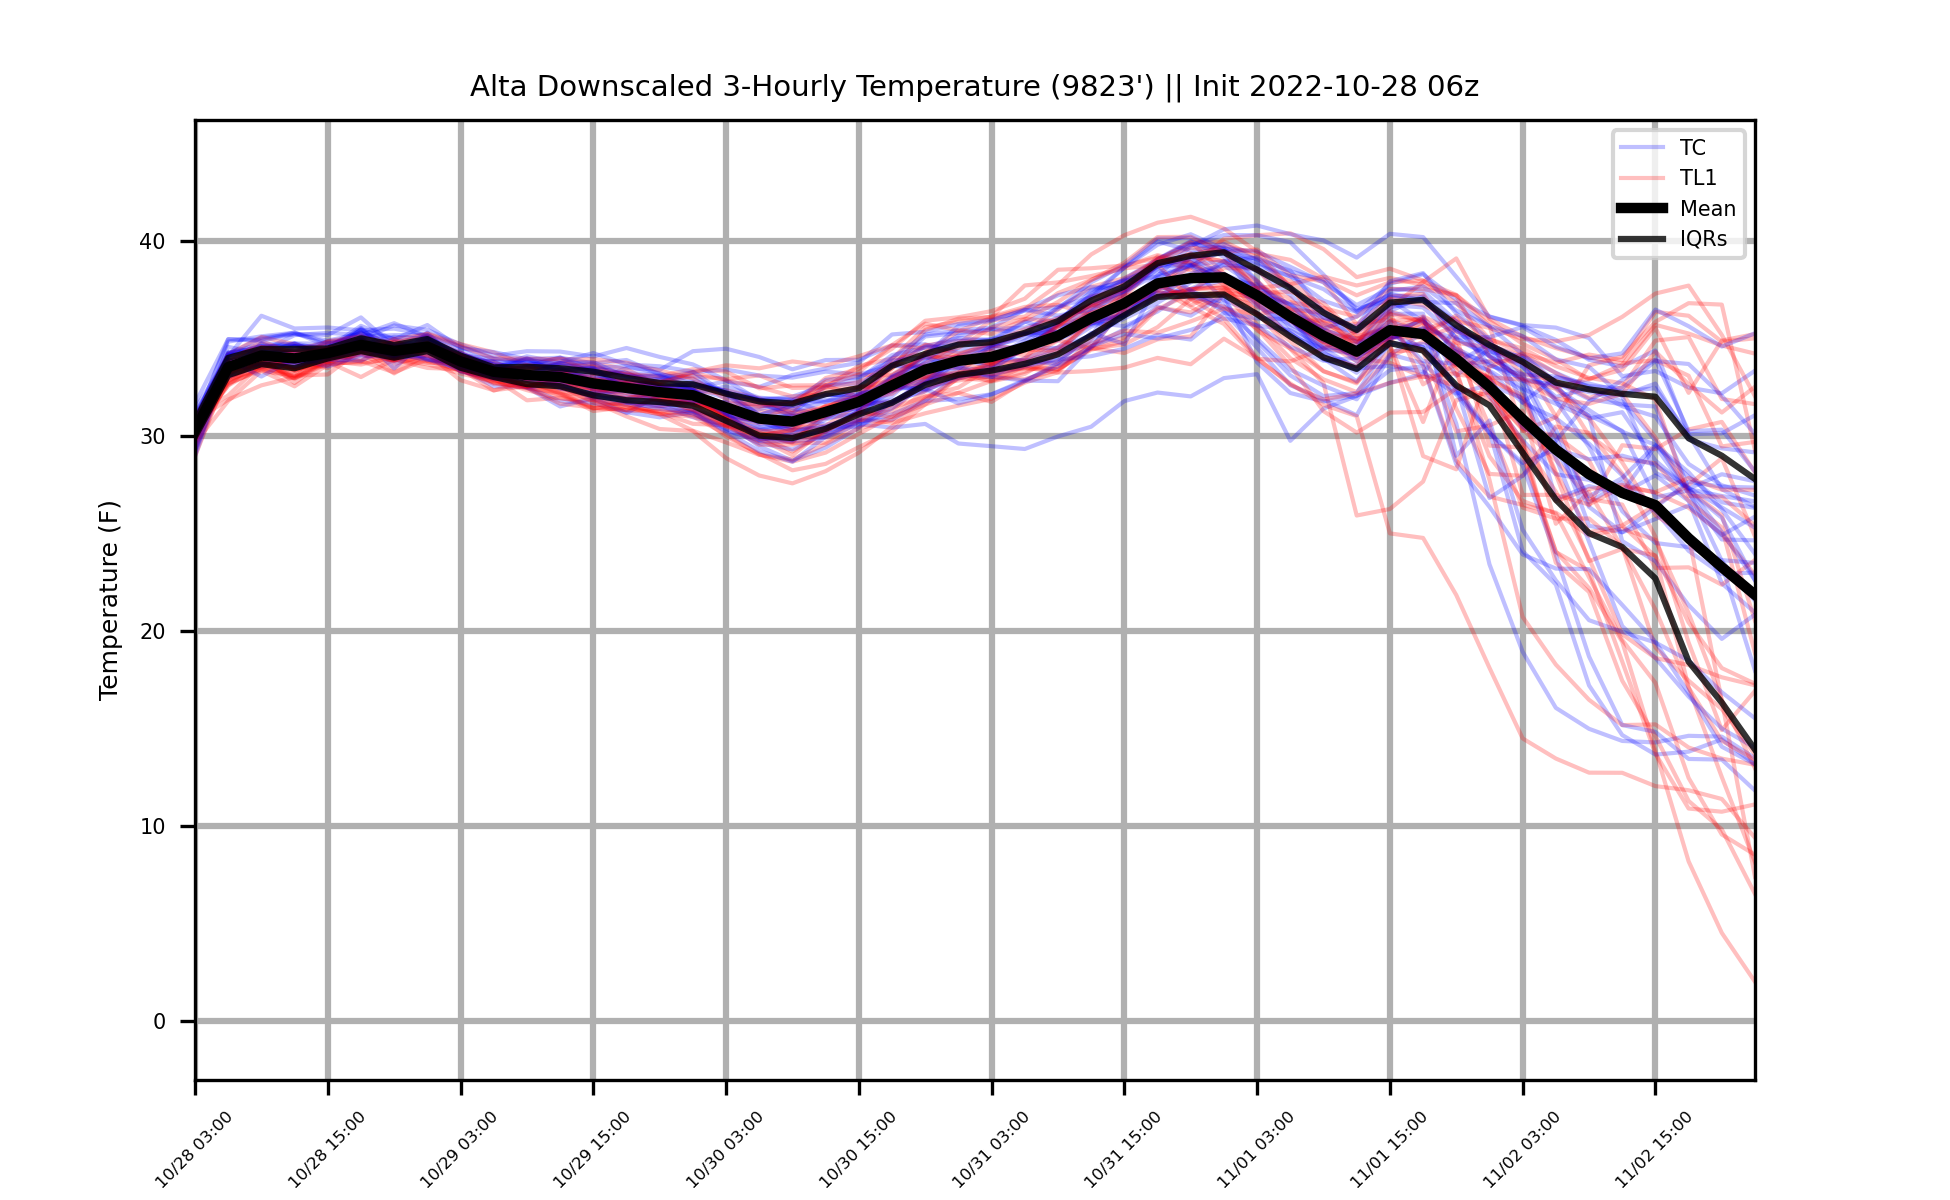 Alta Downscaled 3-Hourly Temperature (9823') || Init 2022-10-28 06z
TC
TL1
Mean
IQRs
Temperature (F)
40
30
20
10
0
10/28 03:00
10/28 15:00
10/29 03:00
10/29 15:00
10/30 03:00
10/30 15:00
10/31 03:00
10/31 15:00
11/01 03:00
11/01 15:00
11/02 03:00
11/02 15:00